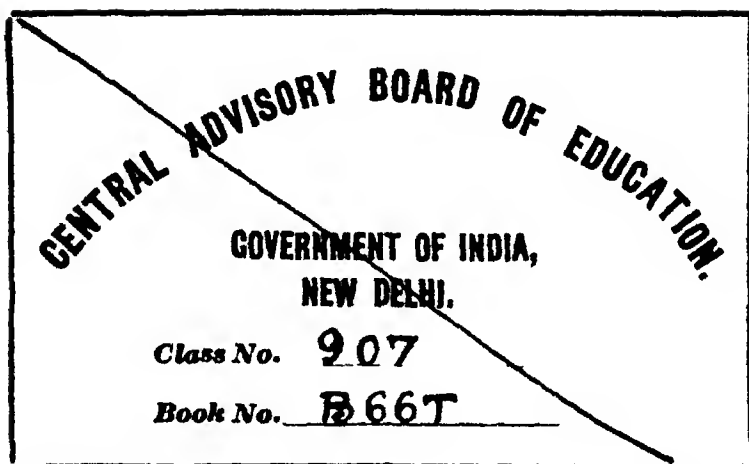 CENTRAL ADVISORY BOARD OF EDUCATION.
GOVERNMENT OF INDIA,
NEW DELHI.
Class No. 907
Book No. B66T